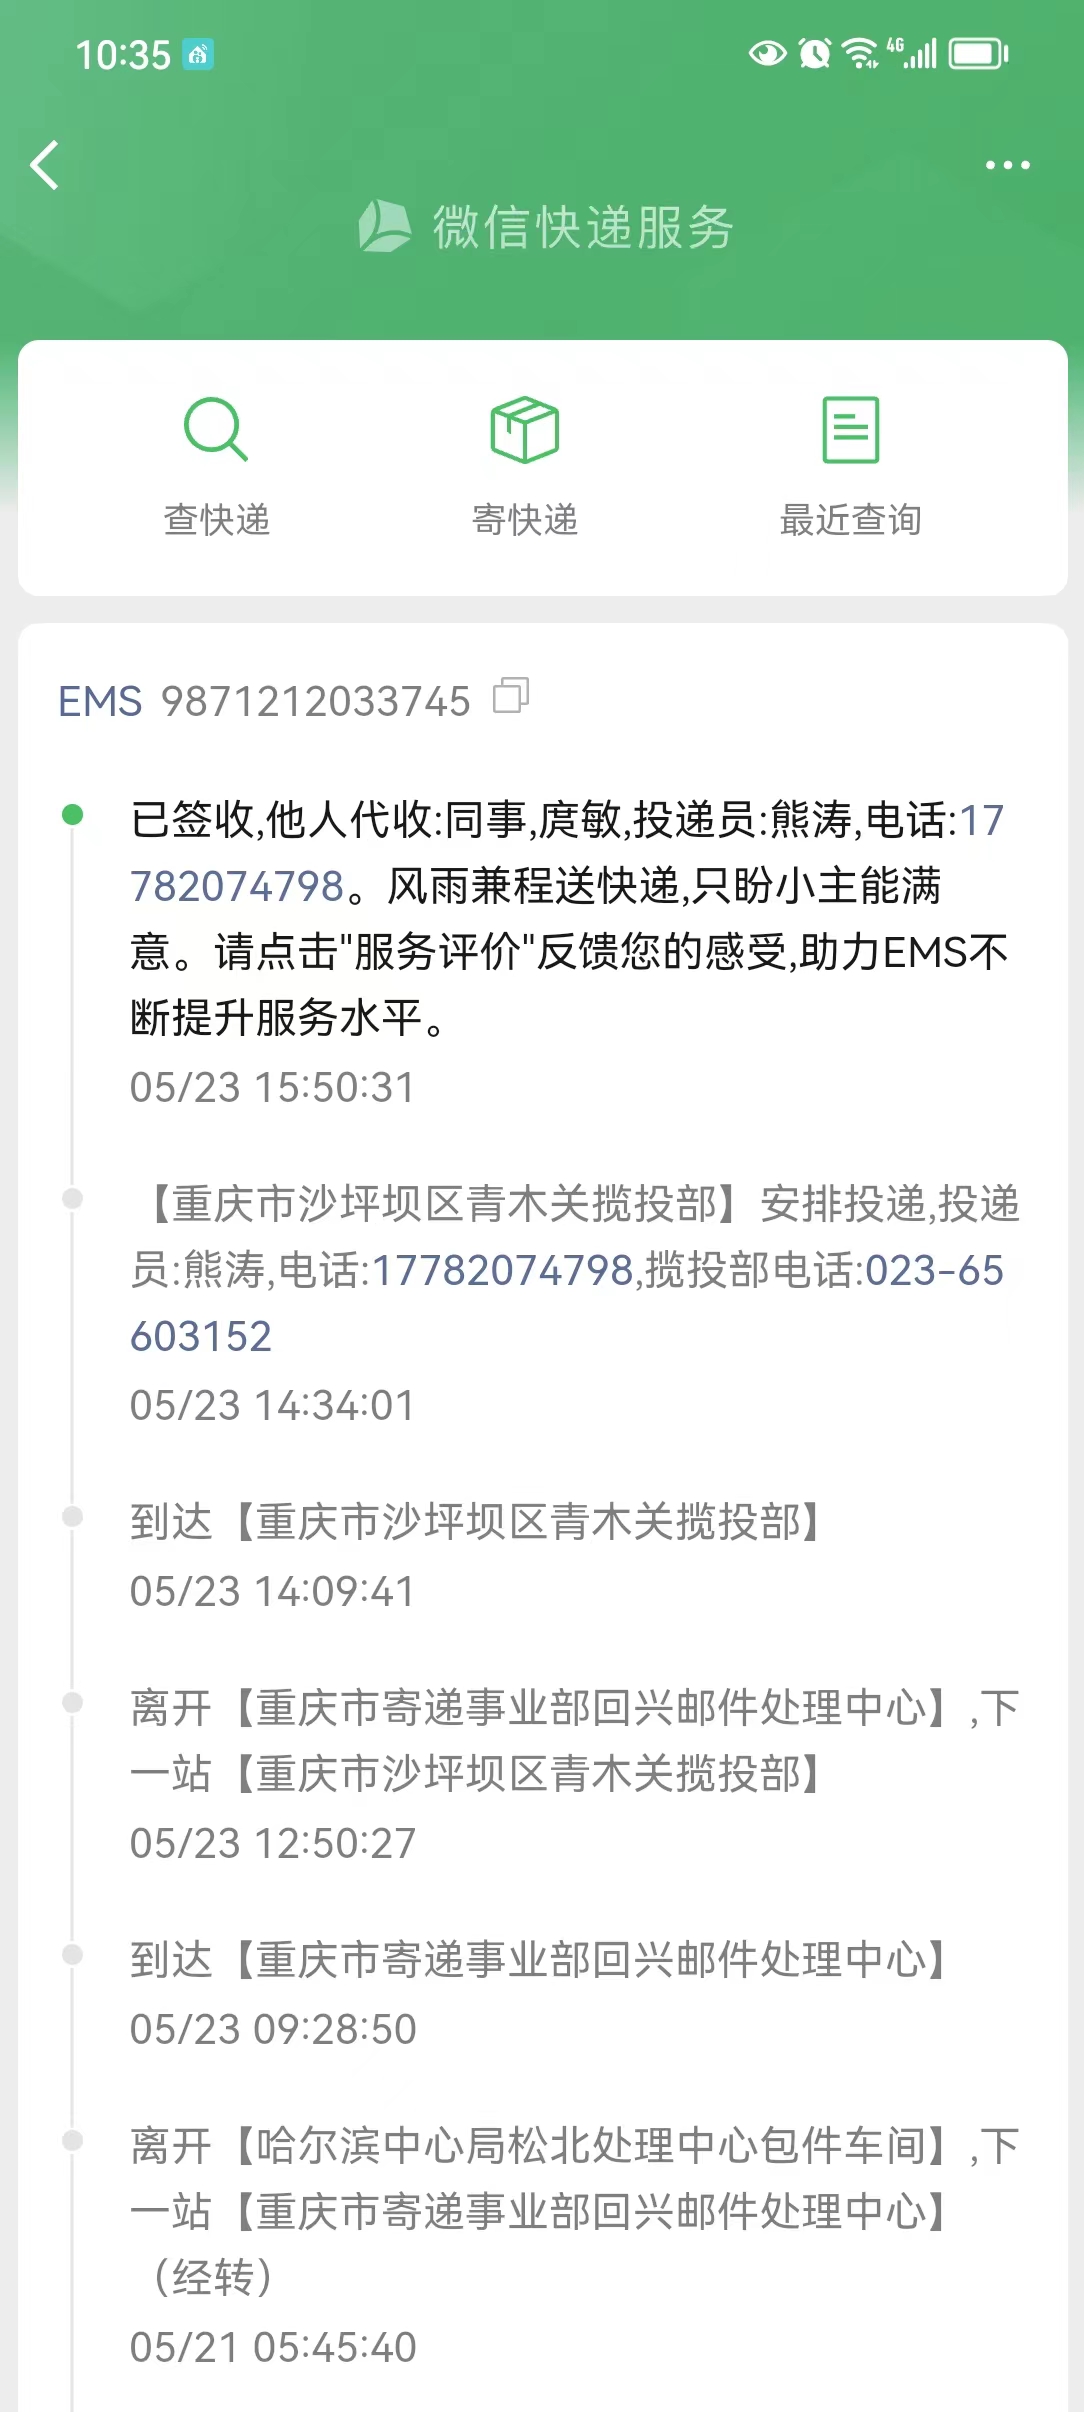 10:35
4G
微信快递服务
查快递
寄快递
最近查询
EMS 9871212033745
已签收,他人代收:同事,庹敏,投递员:熊涛,电话:17
782074798。风雨兼程送快递,只盼小主能满
意。请点击"服务评价"反馈您的感受,助力EMS不
断提升服务水平。
05/23 15:50:31
【重庆市沙坪坝区青木关揽投部】安排投递,投递
员:熊涛,电话:17782074798,揽投部电话:023-65
603152
05/23 14:34:01
到达【重庆市沙坪坝区青木关揽投部】
05/23 14:09:41
离开【重庆市寄递事业部回兴邮件处理中心】,下
一站【重庆市沙坪坝区青木关揽投部】
05/23 12:50:27
到达【重庆市寄递事业部回兴邮件处理中心】
05/23 09:28:50
离开【哈尔滨中心局松北处理中心包件车间】,下
一站【重庆市寄递事业部回兴邮件处理中心】
（经转）
05/21 05:45:40